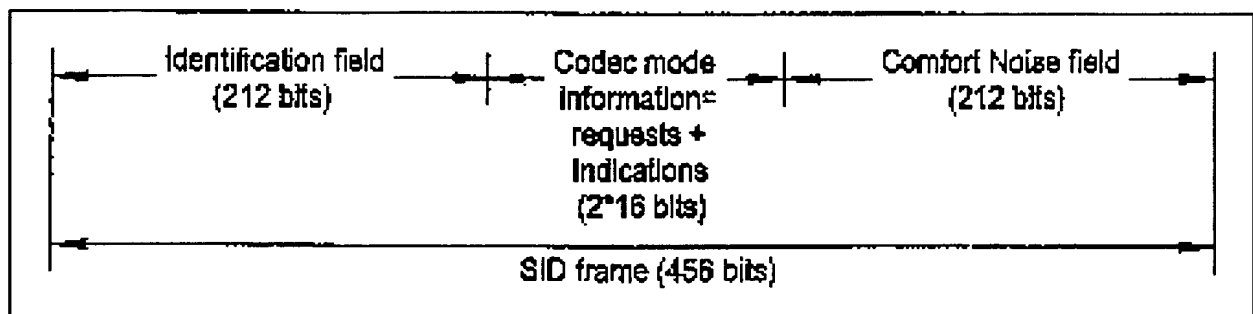 Identification field
(212 bits)
Codec mode
information=
requests +
indications
(2*16 bits)
Comfort Noise field
(212 bits)
SID frame (456 bits)